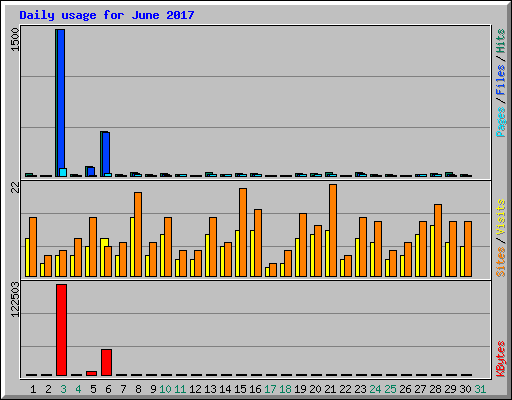 Daily usage for June 2017
1500
Pages/Files/Hits
22
Sites/Visits
122503
KBytes
1 2 3 4 5 6 7 8 9 10 11 12 13 14 15 16 17 18 19 20 21 22 23 24 25 26 27 28 29 30 31